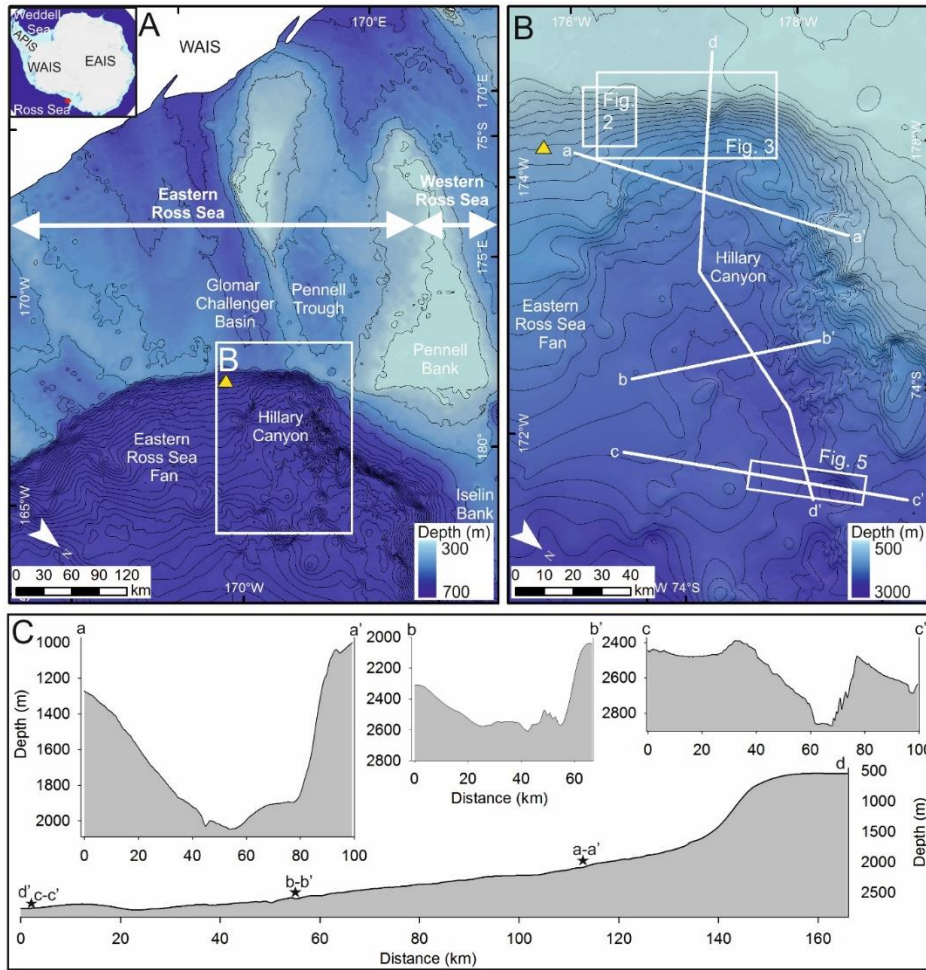 Weddell
Sea
APIS
WAIS
EAIS
Ross Sea
A
WAIS
170°E
170°E
75°S
Eastern
Ross Sea
Western
Ross Sea
175°E
170°W
Glomar
Challenger
Basin
Pennell
Trough
Pennell
Bank
B
Hillary
Canyon
Eastern
Ross Sea
Fan
180°
165°W
Iselin
Bank
N
Depth (m)
300
700
0 30 60 90 120
km
170°W
B
176°W
178°W
d
Fig.
2
Fig. 3
178°W
a
174°W
a'
Hillary
Canyon
Eastern
Ross Sea
Fan
b'
b
74°S
172°W
c
Fig. 5
c'
d'
N
Depth (m)
500
3000
0 10 20 30 40
km
W 74°S
C
a a'
1000
1200
1400
1600
1800
2000
Depth (m)
0 20 40 60 80 100
b b'
2000
2200
2400
2600
2800
0 20 40 60
Distance (km)
c c'
2400
2600
2800
0 20 40 60 80 100
d
500
1000
1500
2000
2500
Depth (m)
a-a'
b-b'
d' c-c'
0 20 40 60 80 100 120 140 160
Distance (km)